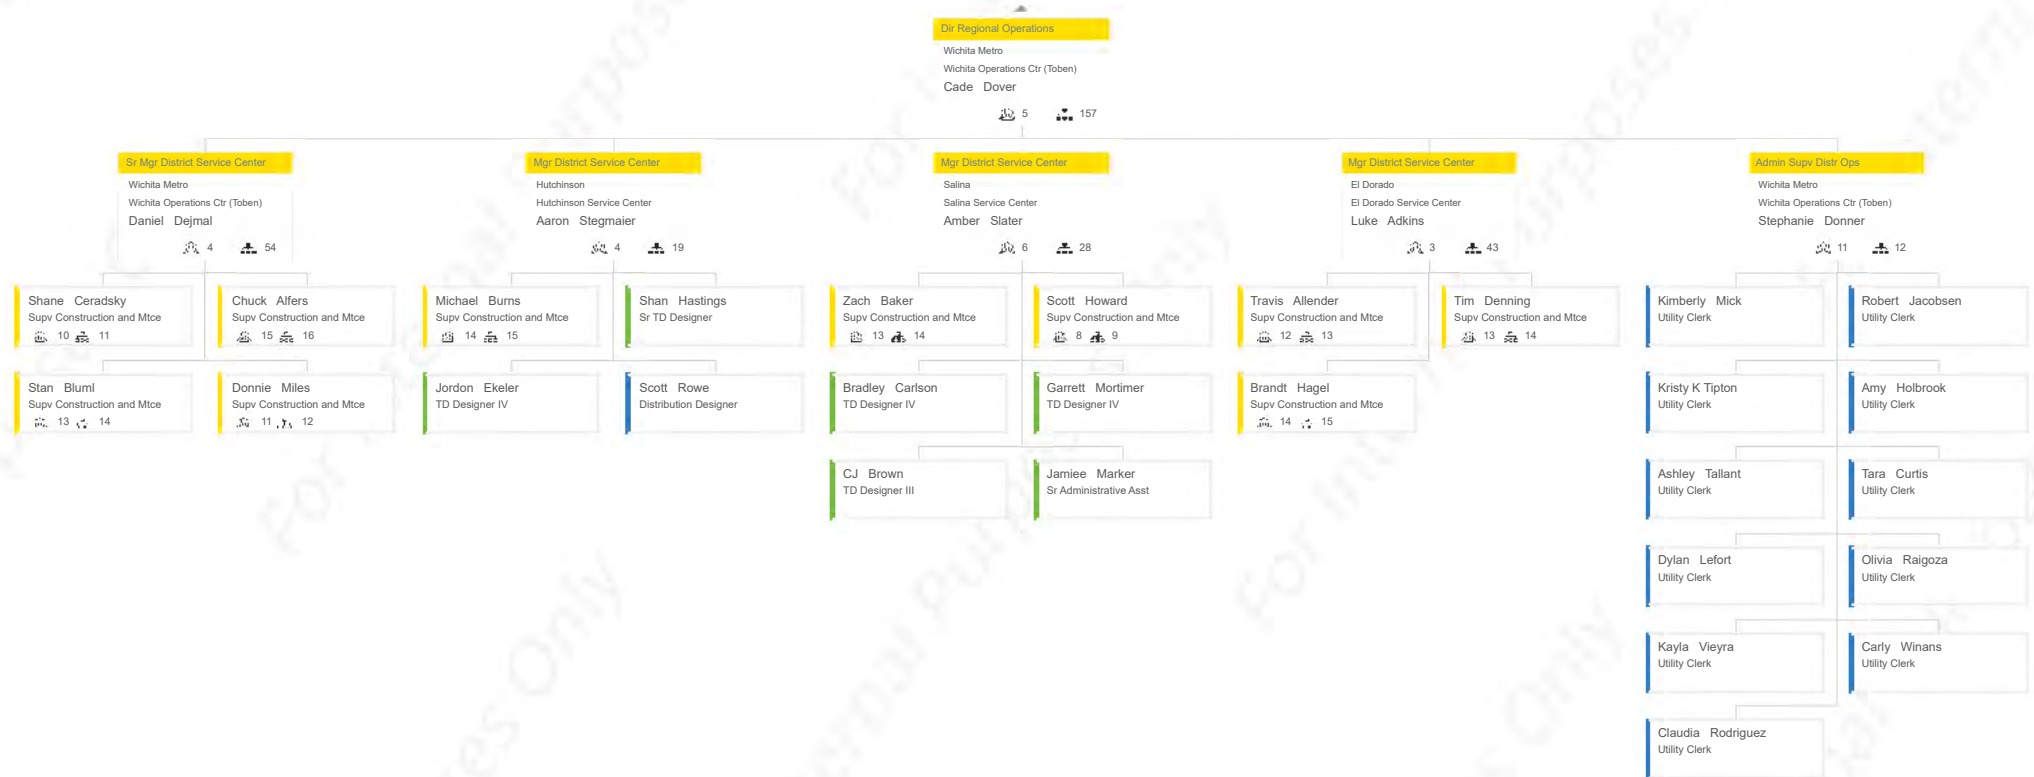 Dir Regional Operations
Wichita Metro
Wichita Operations Ctr (Toben)
Cade Dover
5 157
Sr Mgr District Service Center
Wichita Metro
Wichita Operations Ctr (Toben)
Daniel Dejmal
4 54
Shane Ceradsky
Supv Construction and Mtce
10 11
Chuck Alfers
Supv Construction and Mtce
15 16
Stan Bluml
Supv Construction and Mtce
13 14
Donnie Miles
Supv Construction and Mtce
11 12
Mgr District Service Center
Hutchinson
Hutchinson Service Center
Aaron Stegmaier
4 19
Michael Burns
Supv Construction and Mtce
14 15
Shan Hastings
Sr TD Designer
Jordon Ekeler
TD Designer IV
Scott Rowe
Distribution Designer
Mgr District Service Center
Salina
Salina Service Center
Amber Slater
6 28
Zach Baker
Supv Construction and Mtce
13 14
Scott Howard
Supv Construction and Mtce
8 9
Bradley Carlson
TD Designer IV
Garrett Mortimer
TD Designer IV
CJ Brown
TD Designer III
Jamiee Marker
Sr Administrative Asst
Mgr District Service Center
El Dorado
El Dorado Service Center
Luke Adkins
3 43
Travis Allender
Supv Construction and Mtce
12 13
Tim Denning
Supv Construction and Mtce
13 14
Brandt Hagel
Supv Construction and Mtce
14 15
Admin Supv Distr Ops
Wichita Metro
Wichita Operations Ctr (Toben)
Stephanie Donner
11 12
Kimberly Mick
Utility Clerk
Robert Jacobsen
Utility Clerk
Kristy K Tipton
Utility Clerk
Amy Holbrook
Utility Clerk
Ashley Tallant
Utility Clerk
Tara Curtis
Utility Clerk
Dylan Lefort
Utility Clerk
Olivia Raigoza
Utility Clerk
Kayla Vieyra
Utility Clerk
Carly Winans
Utility Clerk
Claudia Rodriguez
Utility Clerk